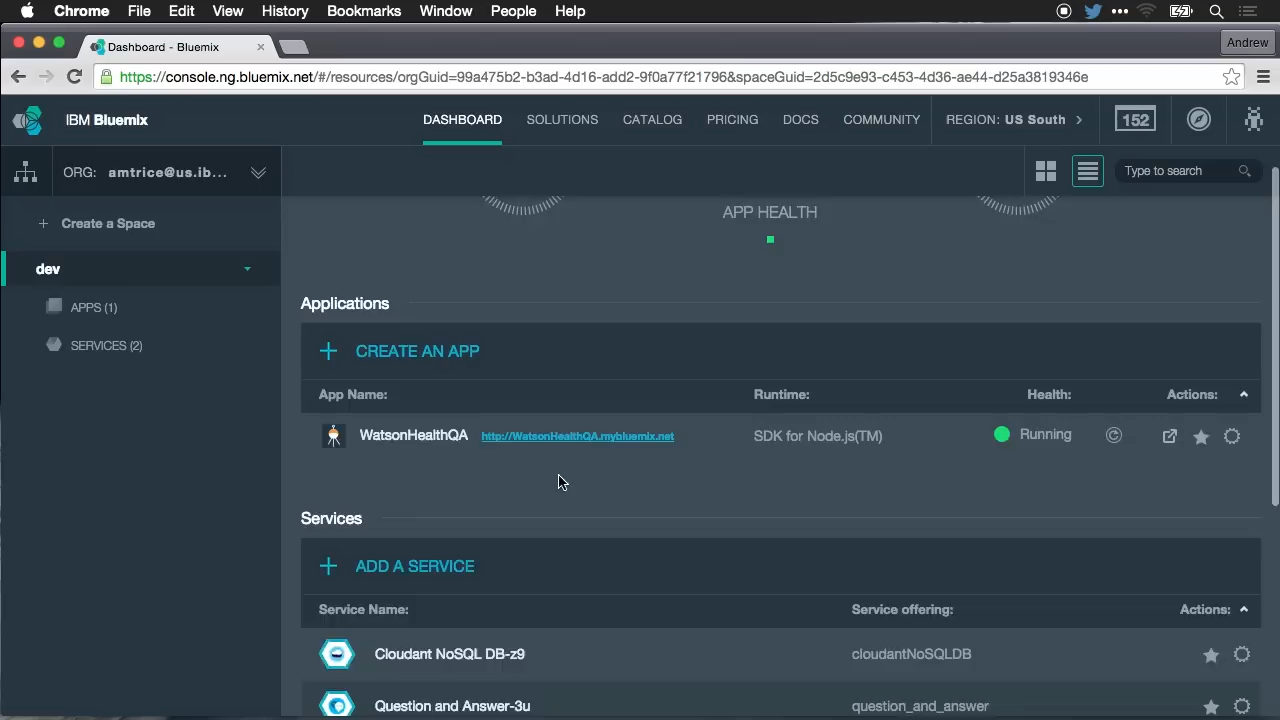 Chrome File Edit View History Bookmarks Window People Help
Dashboard - Bluemix
Andrew
https://console.ng.bluemix.net/#/resources/orgGuid=99a475b2-b3ad-4d16-add2-9f0a77f21796&spaceGuid=2d5c9e93-c453-4d36-ae44-d25a3819346e
IBM Bluemix DASHBOARD SOLUTIONS CATALOG PRICING DOCS COMMUNITY REGION: US South 152
ORG: amtrice@us.ib... Type to search
+ Create a Space
APP HEALTH
dev
APPS (1)
SERVICES (2)
Applications
+ CREATE AN APP
App Name: Runtime: Health: Actions:
WatsonHealthQA http://WatsonHealthQA.mybluemix.net SDK for Node.js(TM) Running
Services
+ ADD A SERVICE
Service Name: Service offering: Actions:
Cloudant NoSQL DB-z9 cloudantNoSQLDB
Question and Answer-3u question_and_answer